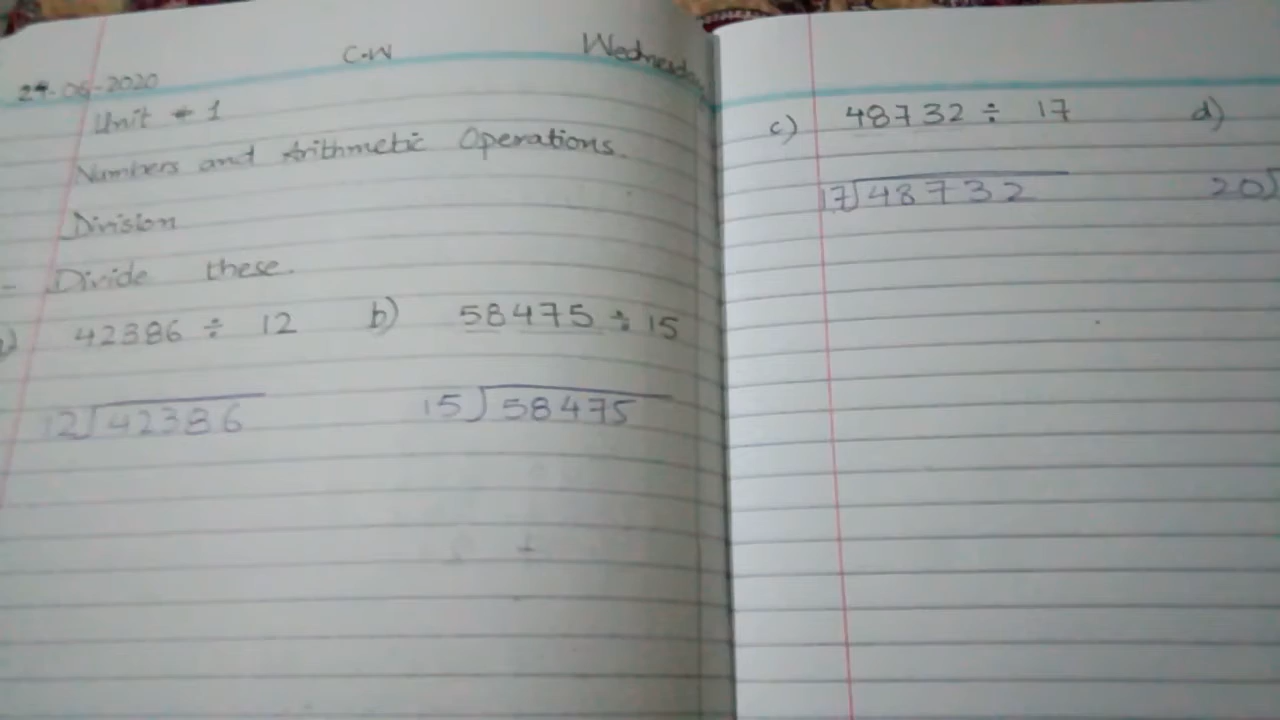 C.W Wednesday
24-06-2020
Unit # 1
Numbers and Arithmetic Operations.
Division
- Divide these.
42386 ÷ 12 b) 58475 ÷ 15
12)42386 15)58475
c) 48732 ÷ 17 d)
17)48732 20)